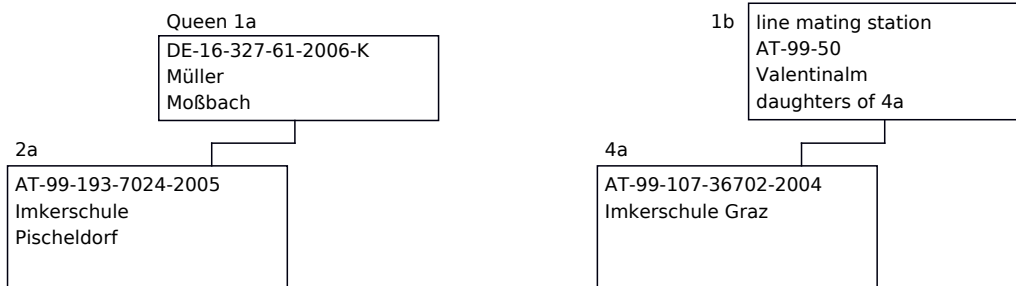 Queen 1a
DE-16-327-61-2006-K
Müller
Moßbach
1b
line mating station
AT-99-50
Valentinalm
daughters of 4a
2a
AT-99-193-7024-2005
Imkerschule
Pischeldorf
4a
AT-99-107-36702-2004
Imkerschule Graz